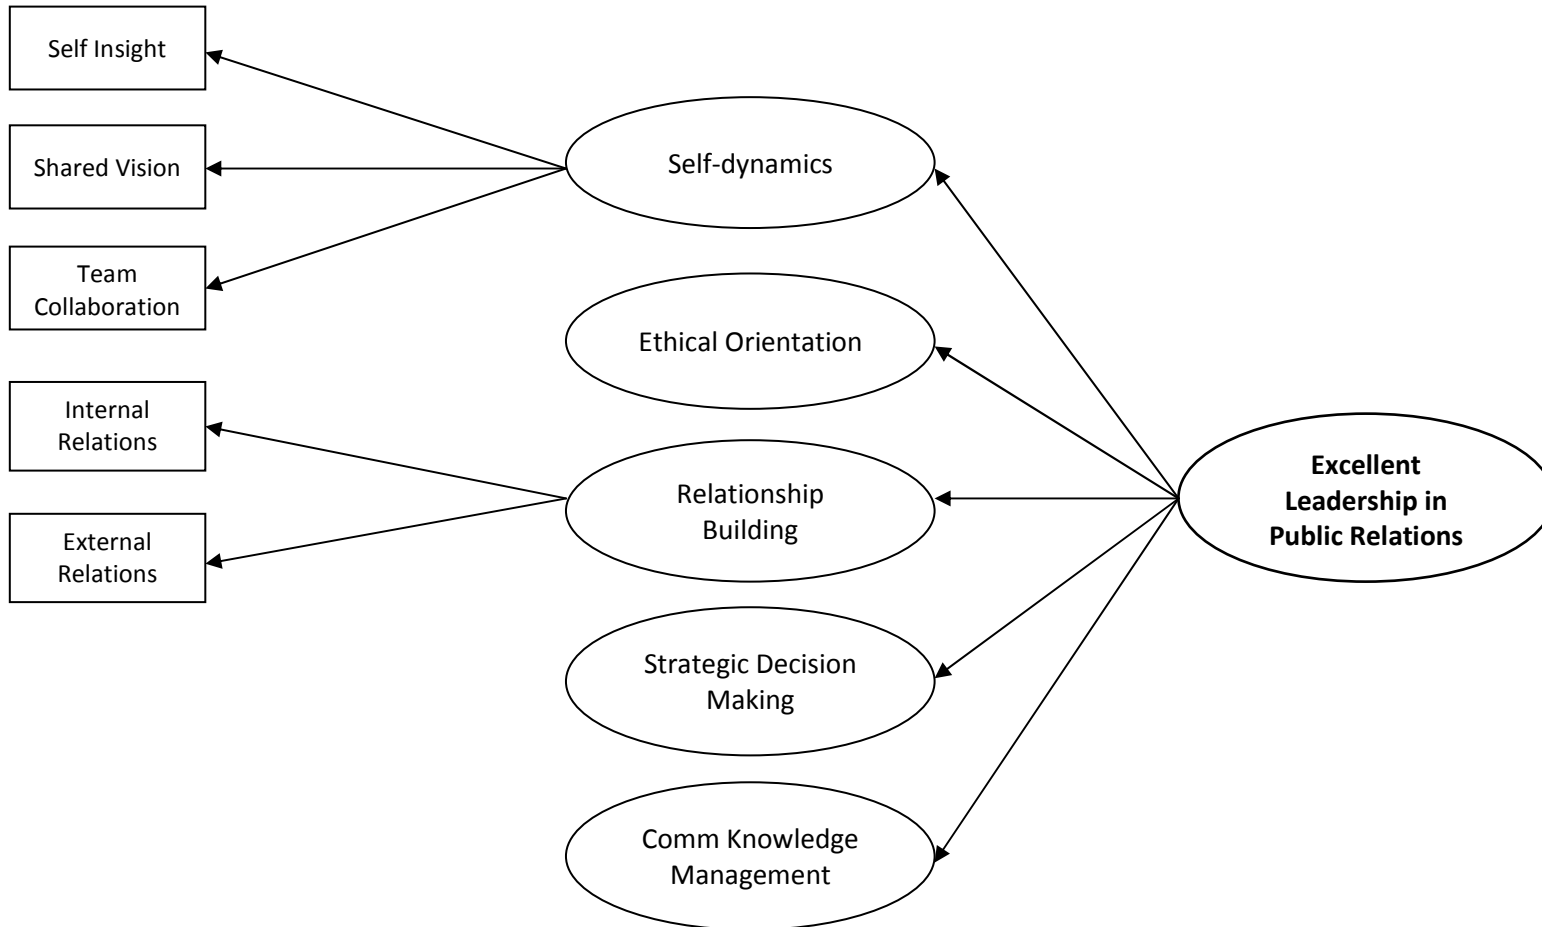 Self Insight
Shared Vision
Team
Collaboration
Internal
Relations
External
Relations
Self-dynamics
Ethical Orientation
Relationship
Building
Strategic Decision
Making
Comm Knowledge
Management
Excellent
Leadership in
Public Relations